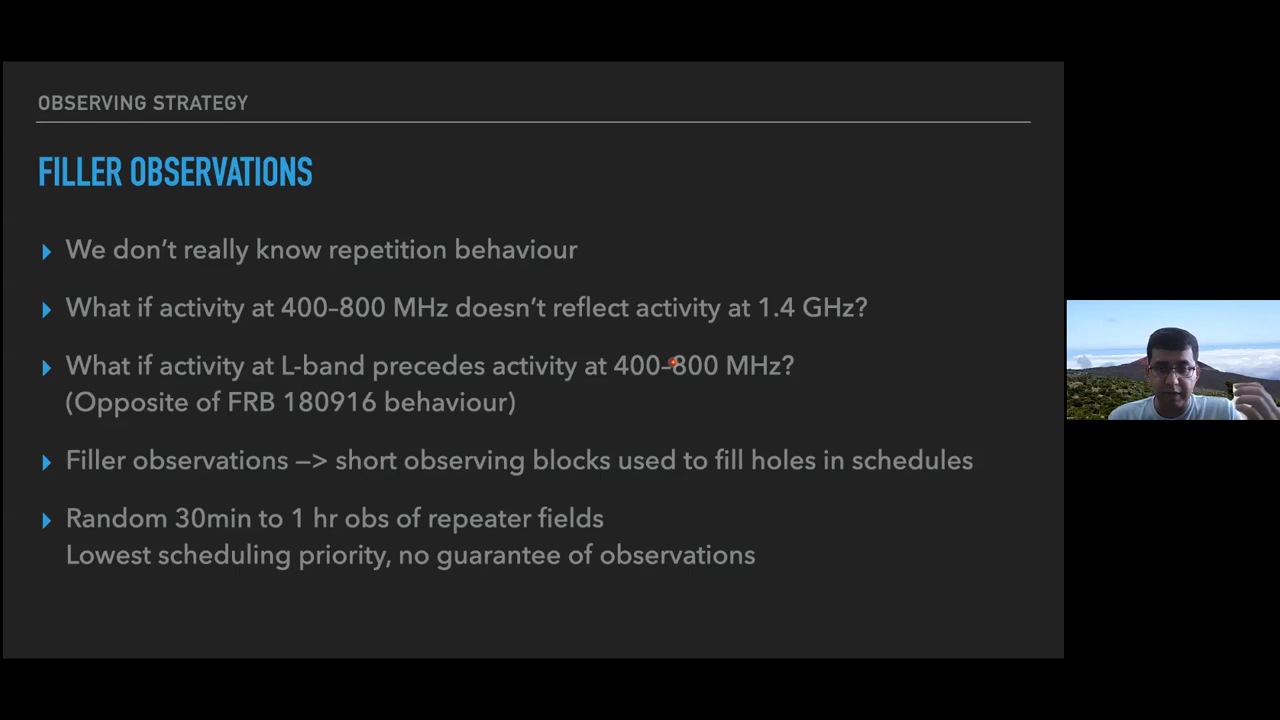 OBSERVING STRATEGY
FILLER OBSERVATIONS
We don’t really know repetition behaviour
What if activity at 400–800 MHz doesn’t reflect activity at 1.4 GHz?
What if activity at L-band precedes activity at 400–800 MHz?
(Opposite of FRB 180916 behaviour)
Filler observations —> short observing blocks used to fill holes in schedules
Random 30min to 1 hr obs of repeater fields
Lowest scheduling priority, no guarantee of observations